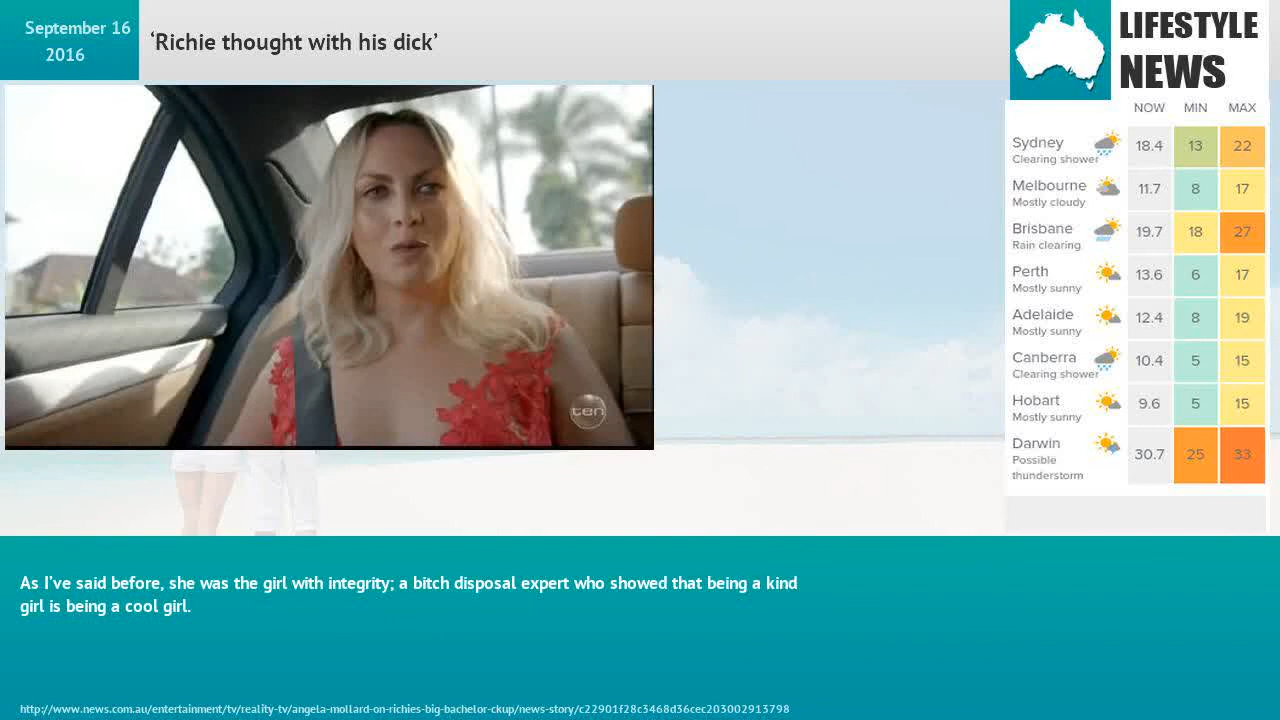 September 16
2016
‘Richie thought with his dick’
LIFESTYLE
NEWS
NOW MIN MAX
Sydney
Clearing shower
18.4 13 22
Melbourne
Mostly cloudy
11.7 8 17
Brisbane
Rain clearing
19.7 18 27
Perth
Mostly sunny
13.6 6 17
Adelaide
Mostly sunny
12.4 8 19
Canberra
Clearing shower
10.4 5 15
Hobart
Mostly sunny
9.6 5 15
Darwin
Possible
thunderstorm
30.7 25 33
ten
As I’ve said before, she was the girl with integrity; a bitch disposal expert who showed that being a kind
girl is being a cool girl.
http://www.news.com.au/entertainment/tv/reality-tv/angela-mollard-on-richies-big-bachelor-ckup/news-story/c22901f28c3468d36cec203002913798